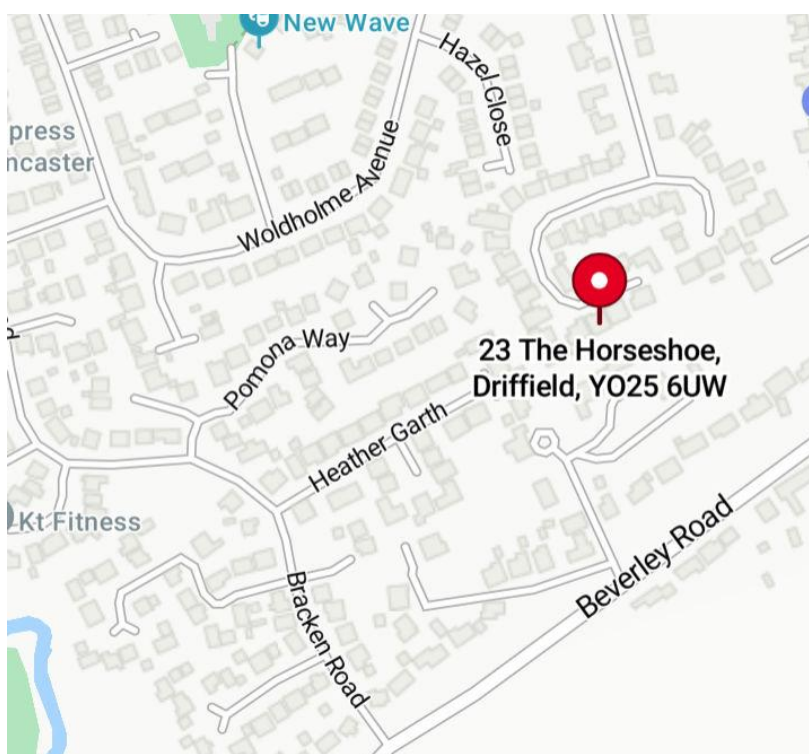 New Wave
Hazel Close
press
ncaster
Woldholme Avenue
Pomona Way
23 The Horseshoe,
Driffield, YO25 6UW
Heather Garth
Kt Fitness
Beverley Road
Bracken Road